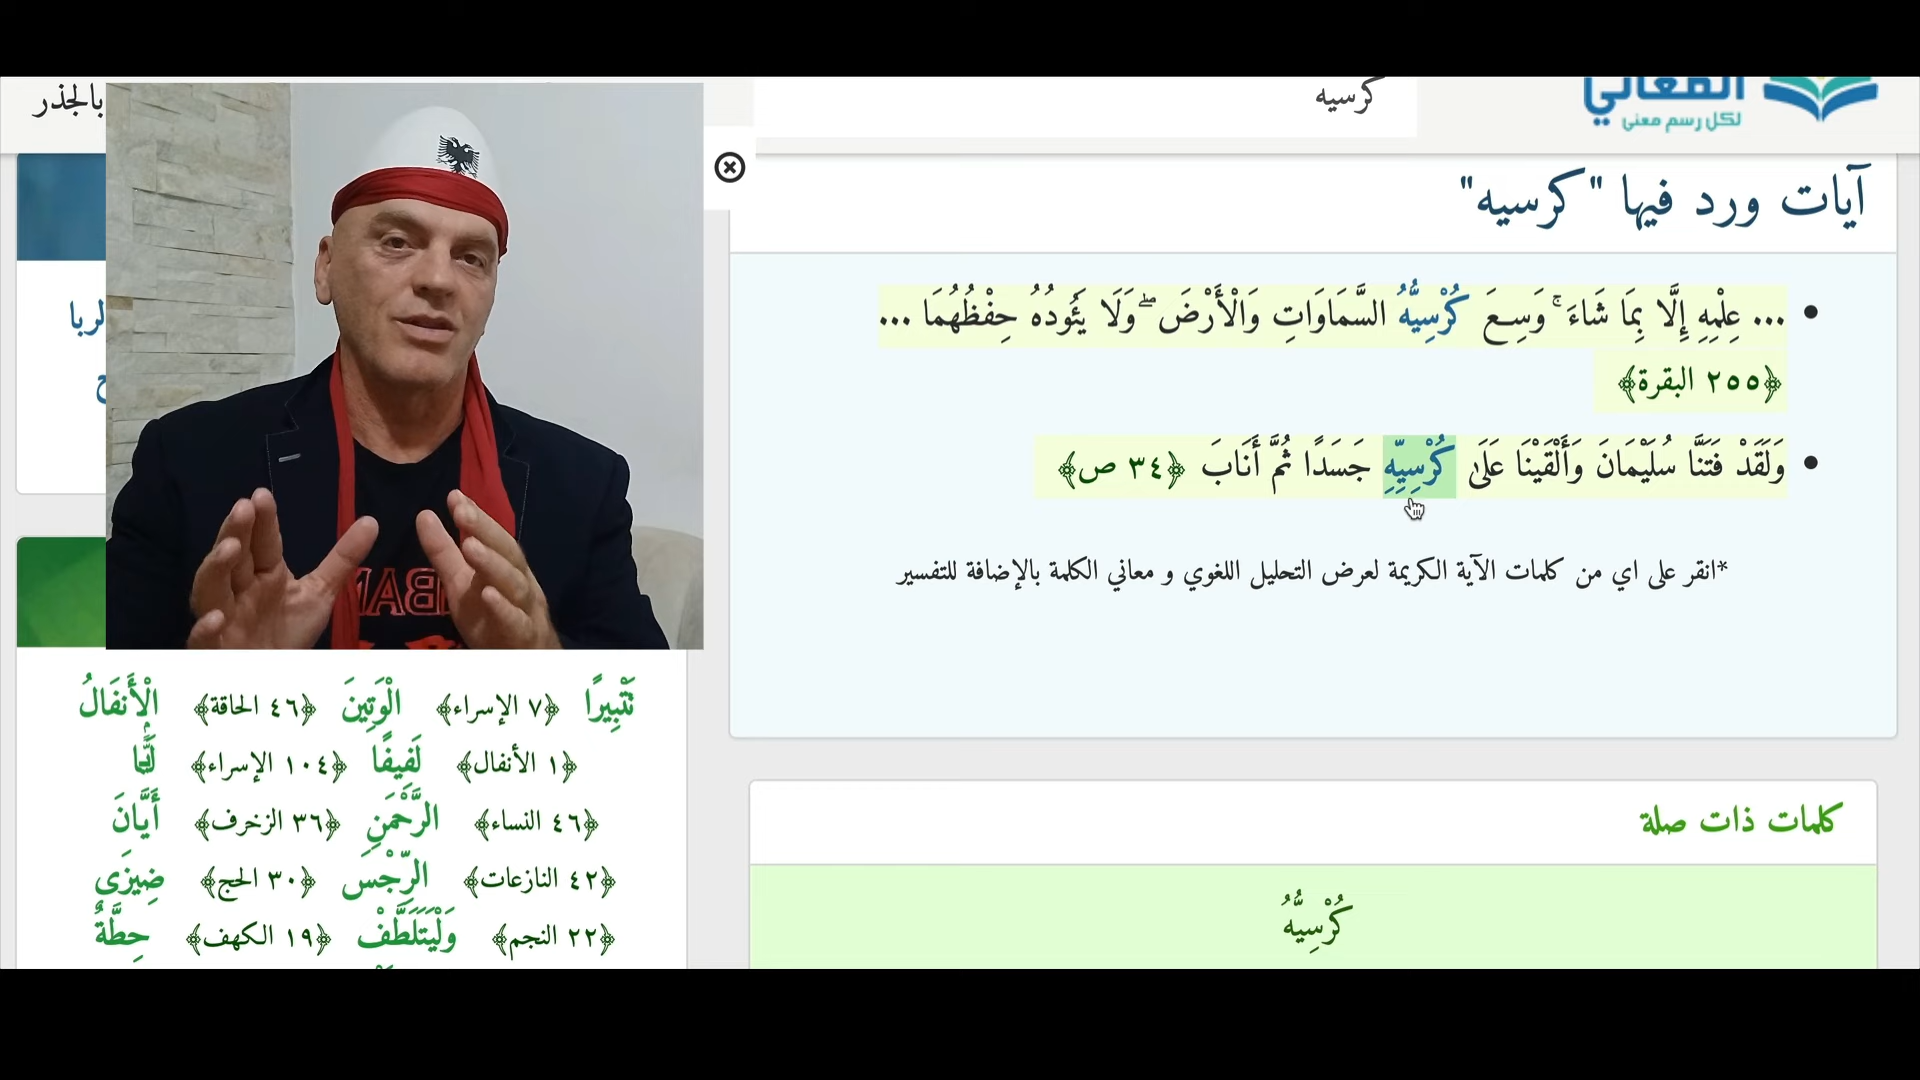 المعاني
لكل رسم معنى
كرسيه
بالجذر
آيات ورد فيها "كرسيه"
... عِلْمِهِ إِلَّا بِمَا شَاءَ ۚ وَسِعَ كُرْسِيُّهُ السَّمَاوَاتِ وَالْأَرْضَ ۖ وَلَا يَئُودُهُ حِفْظُهُمَا ...
﴿٢٥٥ البقرة﴾
وَلَقَدْ فَتَنَّا سُلَيْمَانَ وَأَلْقَيْنَا عَلَىٰ كُرْسِيِّهِ جَسَدًا ثُمَّ أَنَابَ ﴿٣٤ ص﴾
*انقر على اي من كلمات الآية الكريمة لعرض التحليل اللغوي و معاني الكلمة بالإضافة للتفسير
كلمات ذات صلة
كُرْسِيُّهُ
لربا
تَتْبِيرًا ﴿٧ الإسراء﴾ الْوَتِينَ ﴿٤٦ الحاقة﴾ الْأَنفَالُ
﴿١ الأنفال﴾ لَفِيفًا ﴿١٠٤ الإسراء﴾ لَيًّا
﴿٤٦ النساء﴾ الرَّحْمَنِ ﴿٣٦ الزخرف﴾ أَيَّانَ
﴿٤٢ النازعات﴾ الرِّجْسَ ﴿٣٠ الحج﴾ ضِيزَى
﴿٢٢ النجم﴾ وَلْيَتَلَطَّفْ ﴿١٩ الكهف﴾ حِطَّةٌ